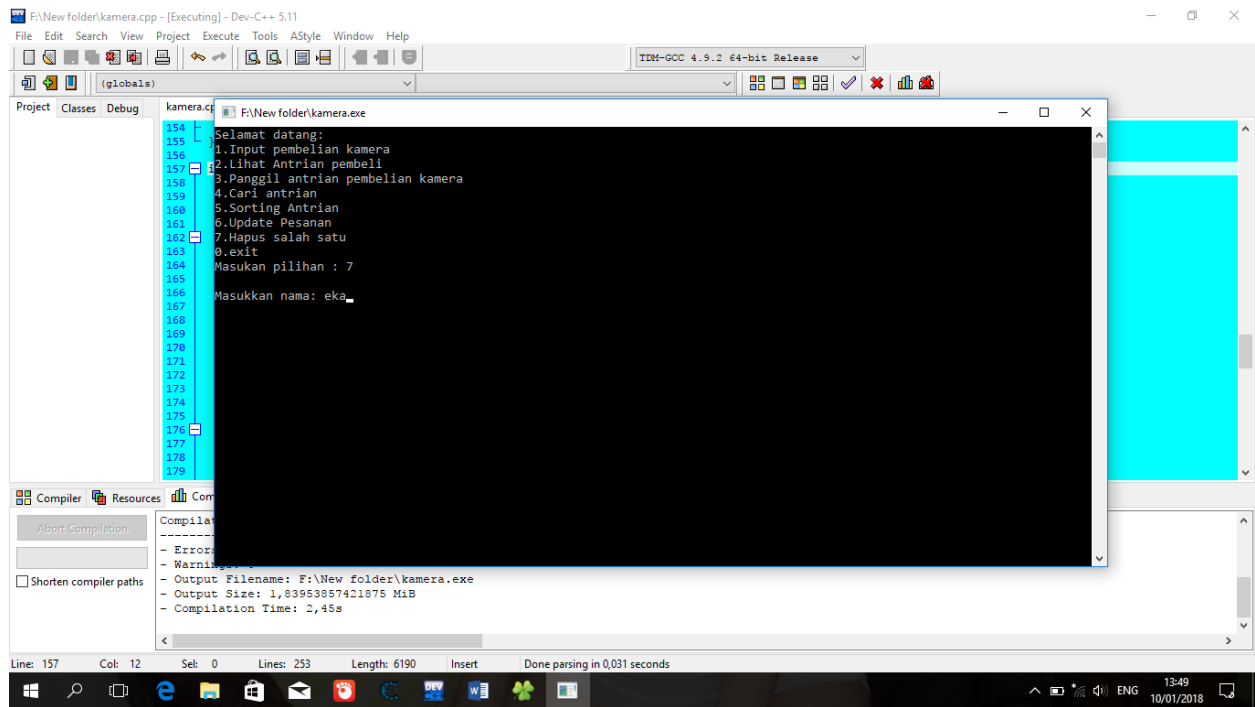 F:\New folder\kamera.cpp - [Executing] - Dev-C++ 5.11
File Edit Search View Project Execute Tools AStyle Window Help
TDM-GCC 4.9.2 64-bit Release
(globals)
Project Classes Debug
kamera.cp
F:\New folder\kamera.exe
Selamat datang:
1.Input pembelian kamera
2.Lihat Antrian pembeli
3.Panggil antrian pembelian kamera
4.Cari antrian
5.Sorting Antrian
6.Update Pesanan
7.Hapus salah satu
0.exit
Masukan pilihan : 7
Masukkan nama: eka
154
155
156
157
158
159
160
161
162
163
164
165
166
167
168
169
170
171
172
173
174
175
176
177
178
179
Compiler Resources Com
Abort Compilation
Shorten compiler paths
Compilat
--------
- Errors
- Output Filename: F:\New folder\kamera.exe
- Output Size: 1,83953857421875 MiB
- Compilation Time: 2,45s
Line: 157 Col: 12 Sel: 0 Lines: 253 Length: 6190 Insert Done parsing in 0,031 seconds
DEV
ENG
13:49
10/01/2018